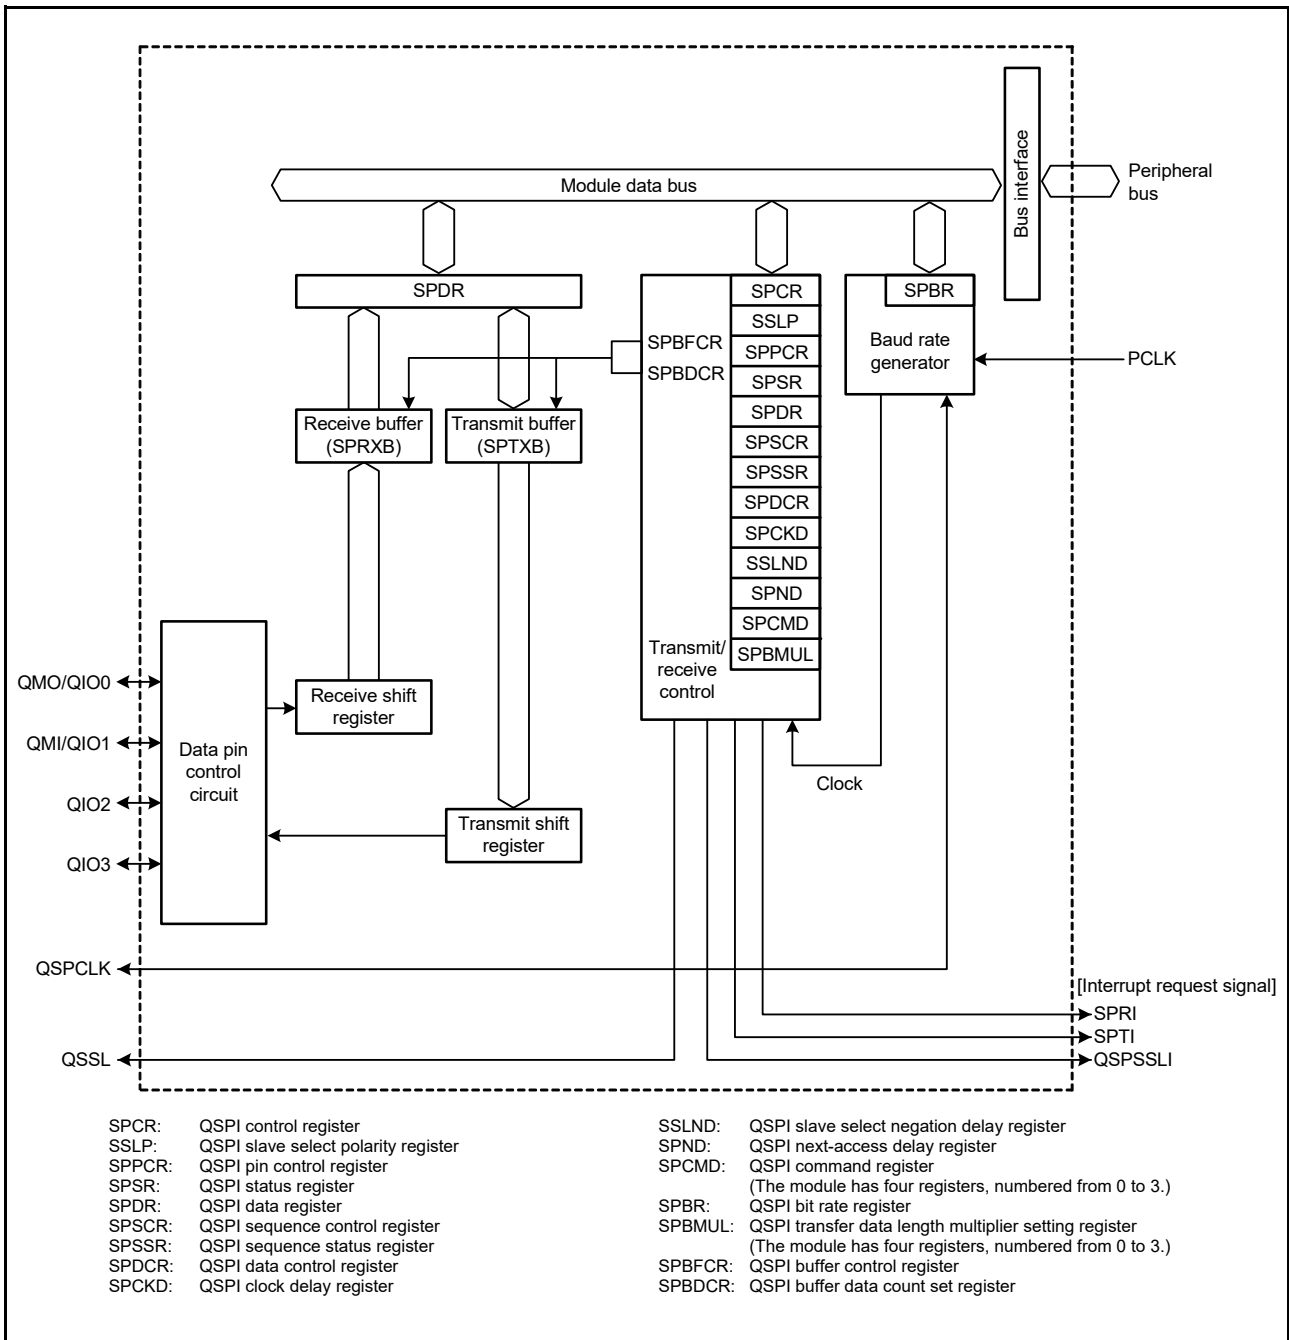 Bus interface
Peripheral
bus
Module data bus
SPDR
SPCR
SSLP
SPPCR
SPSR
SPDR
SPSCR
SPSSR
SPDCR
SPCKD
SSLND
SPND
SPCMD
SPBMUL
SPBFCR
SPBDCR
Transmit/
receive
control
SPBR
Baud rate
generator
PCLK
Receive buffer
(SPRXB)
Transmit buffer
(SPTXB)
QMO/QIO0
QMI/QIO1
QIO2
QIO3
Data pin
control
circuit
Receive shift
register
Transmit shift
register
Clock
QSPCLK
QSSL
[Interrupt request signal]
SPRI
SPTI
QSPSSLI
SPCR: QSPI control register
SSLP: QSPI slave select polarity register
SPPCR: QSPI pin control register
SPSR: QSPI status register
SPDR: QSPI data register
SPSCR: QSPI sequence control register
SPSSR: QSPI sequence status register
SPDCR: QSPI data control register
SPCKD: QSPI clock delay register
SSLND: QSPI slave select negation delay register
SPND: QSPI next-access delay register
SPCMD: QSPI command register
(The module has four registers, numbered from 0 to 3.)
SPBR: QSPI bit rate register
SPBMUL: QSPI transfer data length multiplier setting register
(The module has four registers, numbered from 0 to 3.)
SPBFCR: QSPI buffer control register
SPBDCR: QSPI buffer data count set register